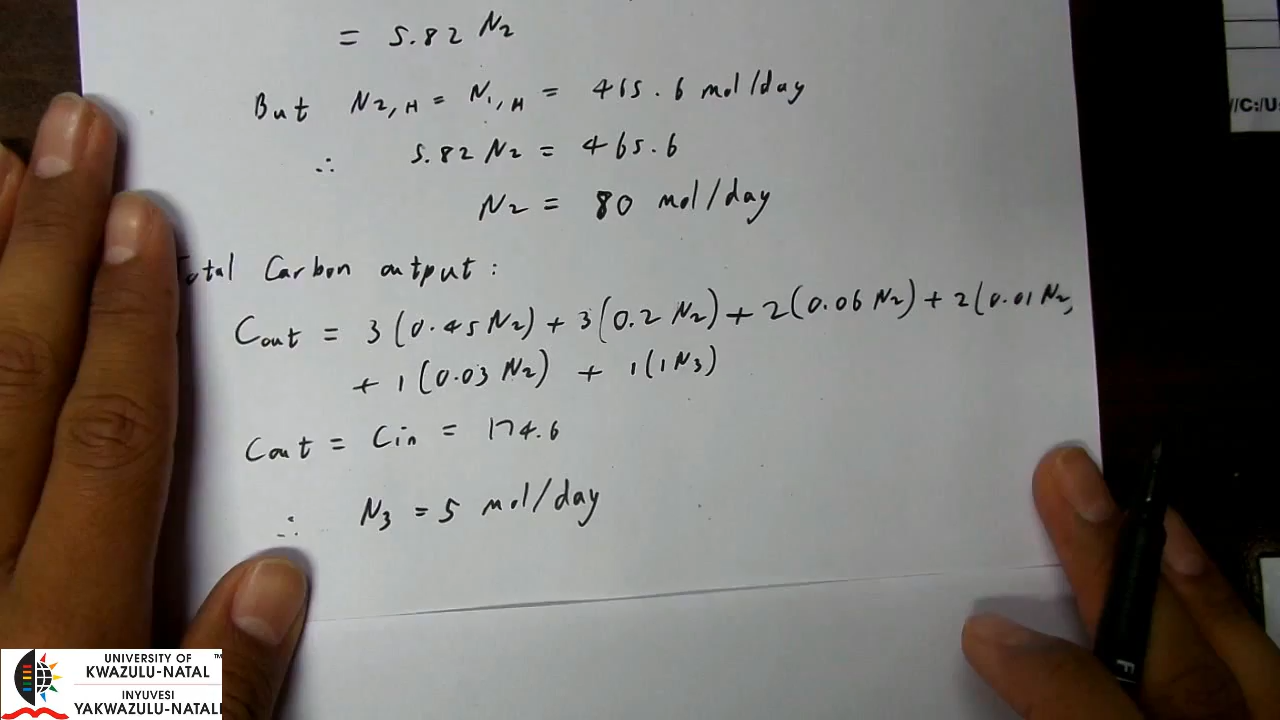 = 5.82 N2
But N2,H = N1,H = 465.6 mol/day
∴ 5.82 N2 = 465.6
N2 = 80 mol/day
Total Carbon output :
Cout = 3 (0.45 N2) + 3 (0.2 N2) + 2 (0.06 N2) + 2 (0.01 N2)
+ 1 (0.03 N2) + 1 (1 N3)
Cout = Cin = 174.6
∴ N3 = 5 mol/day
//C:/U
F
UNIVERSITY OF ™
KWAZULU-NATAL
INYUVESI
YAKWAZULU-NATALI